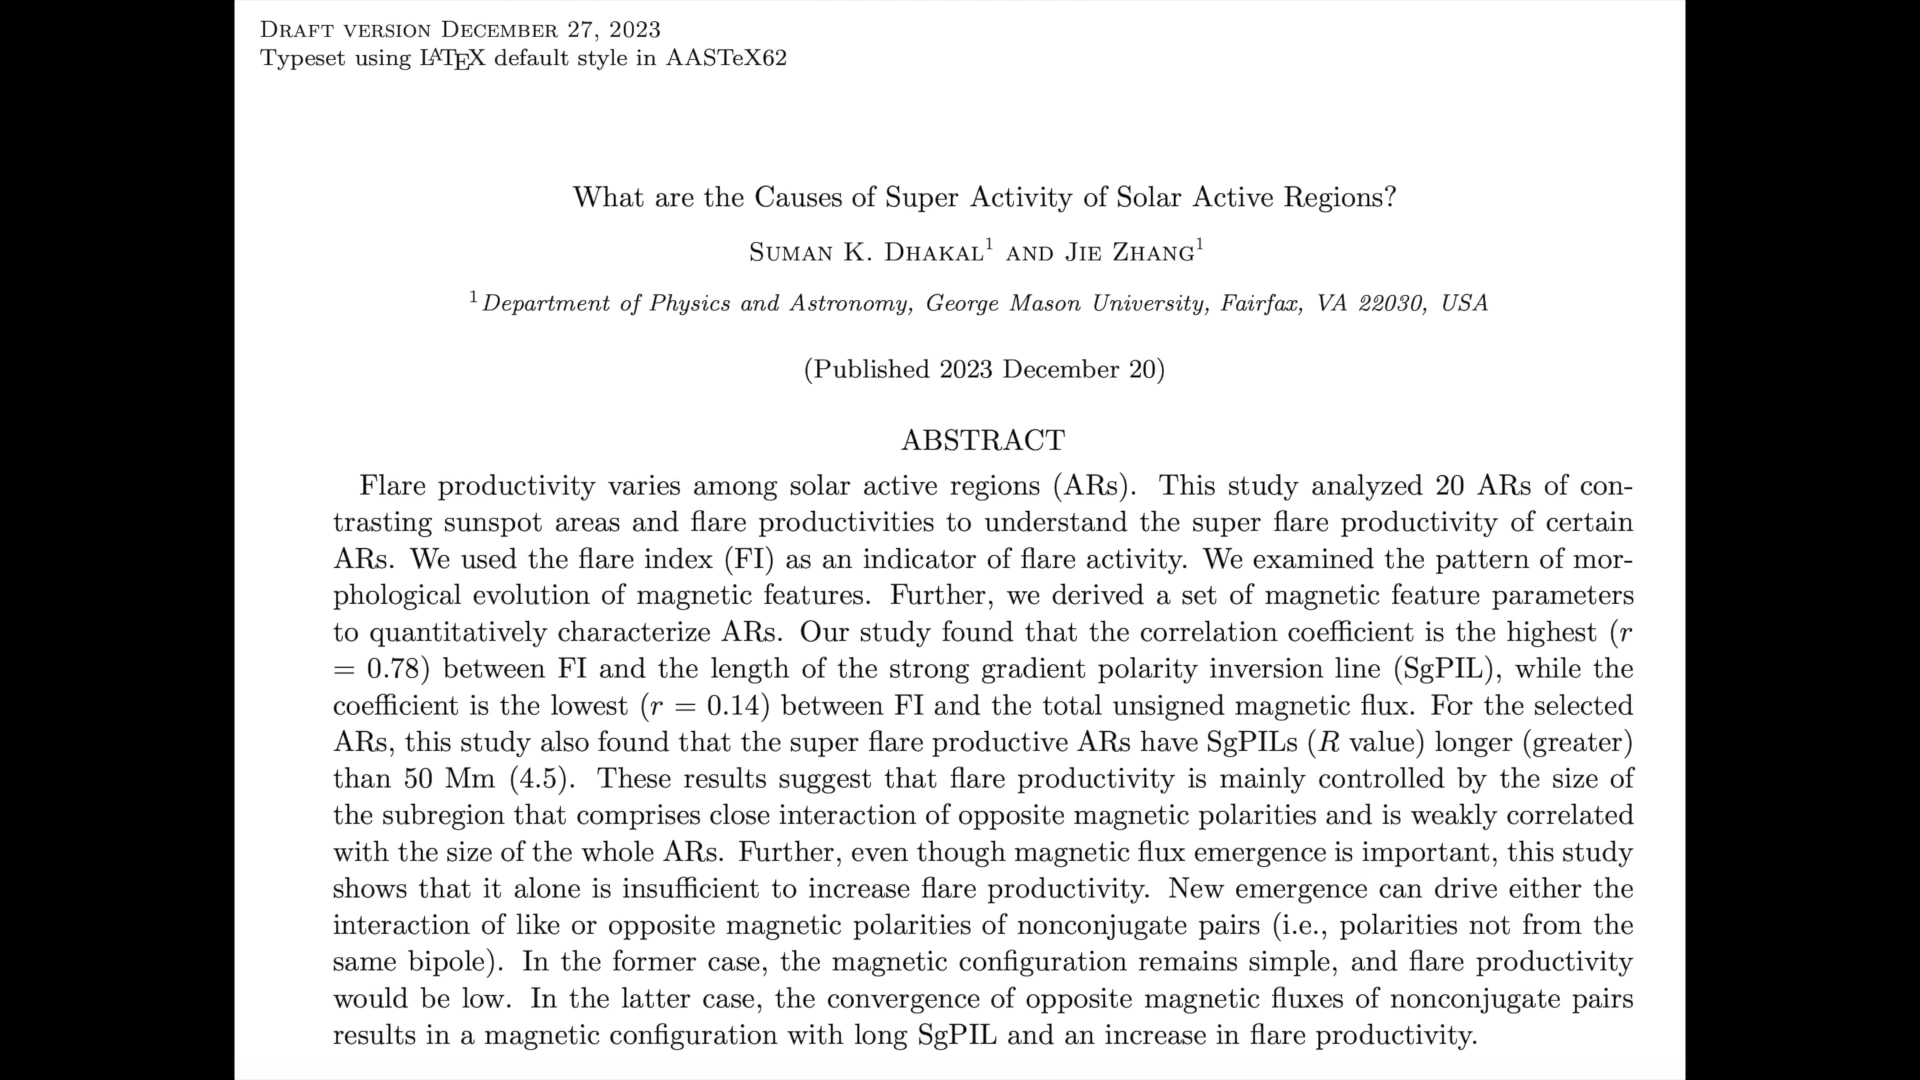 DRAFT VERSION DECEMBER 27, 2023
Typeset using LATEX default style in AASTeX62
What are the Causes of Super Activity of Solar Active Regions?
SUMAN K. DHAKAL¹ AND JIE ZHANG¹
¹Department of Physics and Astronomy, George Mason University, Fairfax, VA 22030, USA
(Published 2023 December 20)
ABSTRACT
Flare productivity varies among solar active regions (ARs). This study analyzed 20 ARs of con-
trasting sunspot areas and flare productivities to understand the super flare productivity of certain
ARs. We used the flare index (FI) as an indicator of flare activity. We examined the pattern of mor-
phological evolution of magnetic features. Further, we derived a set of magnetic feature parameters
to quantitatively characterize ARs. Our study found that the correlation coefficient is the highest (r
= 0.78) between FI and the length of the strong gradient polarity inversion line (SgPIL), while the
coefficient is the lowest (r = 0.14) between FI and the total unsigned magnetic flux. For the selected
ARs, this study also found that the super flare productive ARs have SgPILs (R value) longer (greater)
than 50 Mm (4.5). These results suggest that flare productivity is mainly controlled by the size of
the subregion that comprises close interaction of opposite magnetic polarities and is weakly correlated
with the size of the whole ARs. Further, even though magnetic flux emergence is important, this study
shows that it alone is insufficient to increase flare productivity. New emergence can drive either the
interaction of like or opposite magnetic polarities of nonconjugate pairs (i.e., polarities not from the
same bipole). In the former case, the magnetic configuration remains simple, and flare productivity
would be low. In the latter case, the convergence of opposite magnetic fluxes of nonconjugate pairs
results in a magnetic configuration with long SgPIL and an increase in flare productivity.